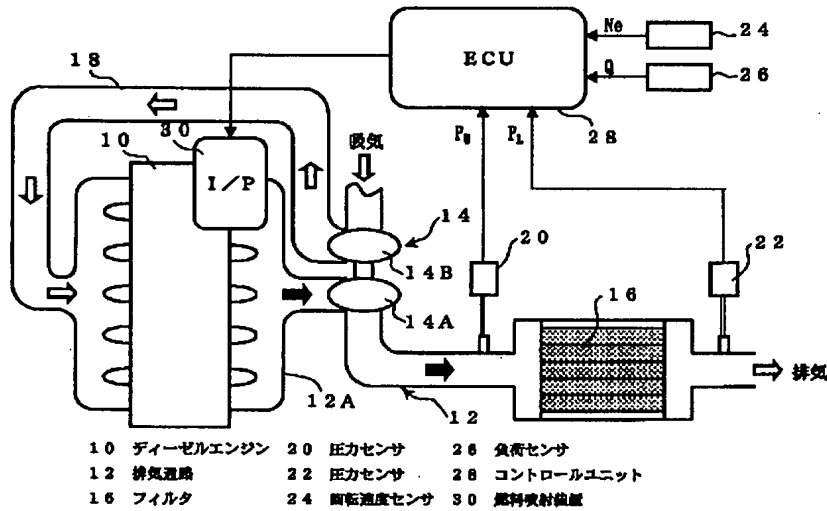 ECU
Ne
24
Q
26
18
28
PU
PL
吸気
10
30
I/P
14
14B
20
22
14A
16
排気
12A
12
10 ディーゼルエンジン 20 圧力センサ 26 負荷センサ
12 排気通路 22 圧力センサ 28 コントロールユニット
16 フィルタ 24 回転速度センサ 30 燃料噴射装置